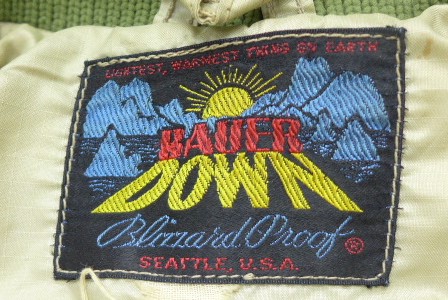 LIGHTEST, WARMEST THING ON EARTH
BAUER
DOWN
Blizzard Proof ®
SEATTLE, U.S.A.